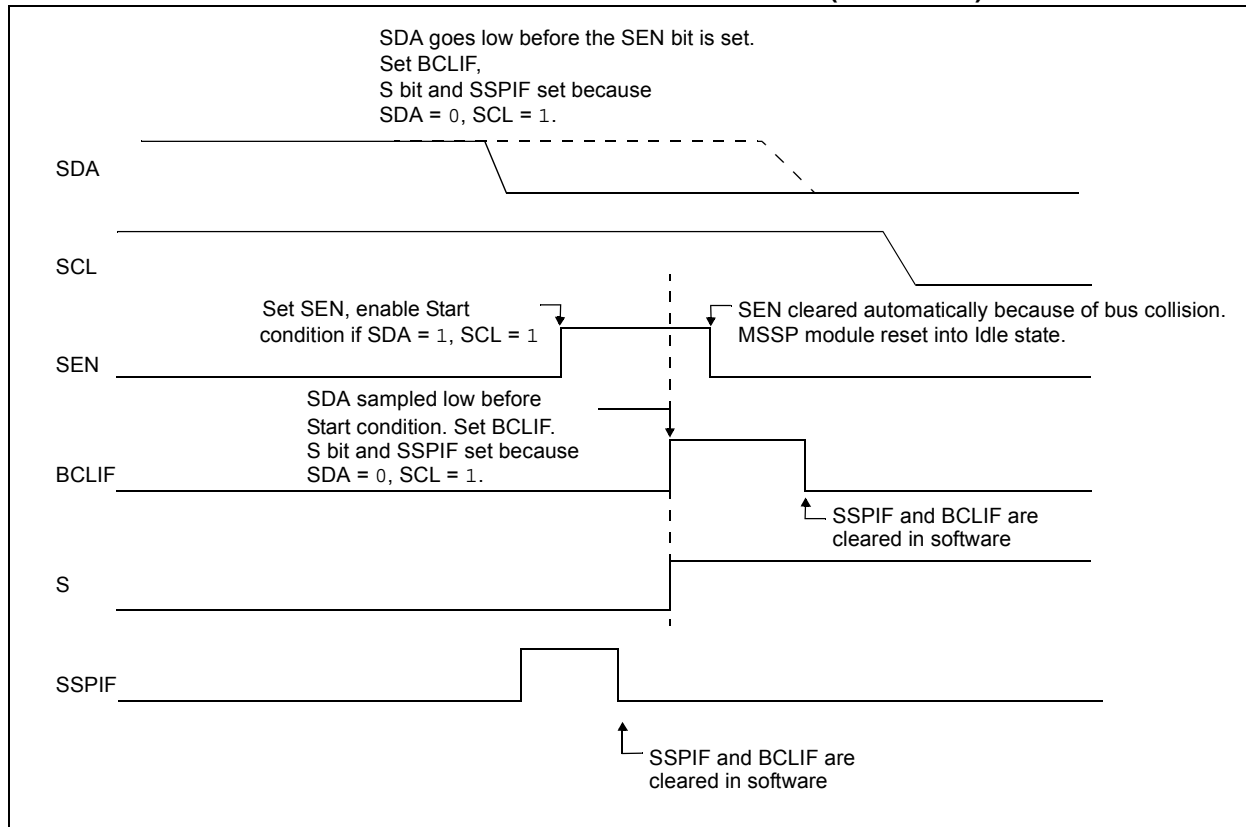 SDA goes low before the SEN bit is set.
Set BCLIF,
S bit and SSPIF set because
SDA = 0, SCL = 1.
SDA
SCL
Set SEN, enable Start
condition if SDA = 1, SCL = 1
SEN cleared automatically because of bus collision.
MSSP module reset into Idle state.
SEN
SDA sampled low before
Start condition. Set BCLIF.
S bit and SSPIF set because
SDA = 0, SCL = 1.
BCLIF
SSPIF and BCLIF are
cleared in software
S
SSPIF
SSPIF and BCLIF are
cleared in software